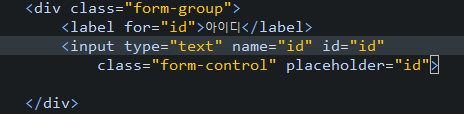 <div class="form-group">
<label for="id">아이디</label>
<input type="text" name="id" id="id"
class="form-control" placeholder="id">
</div>